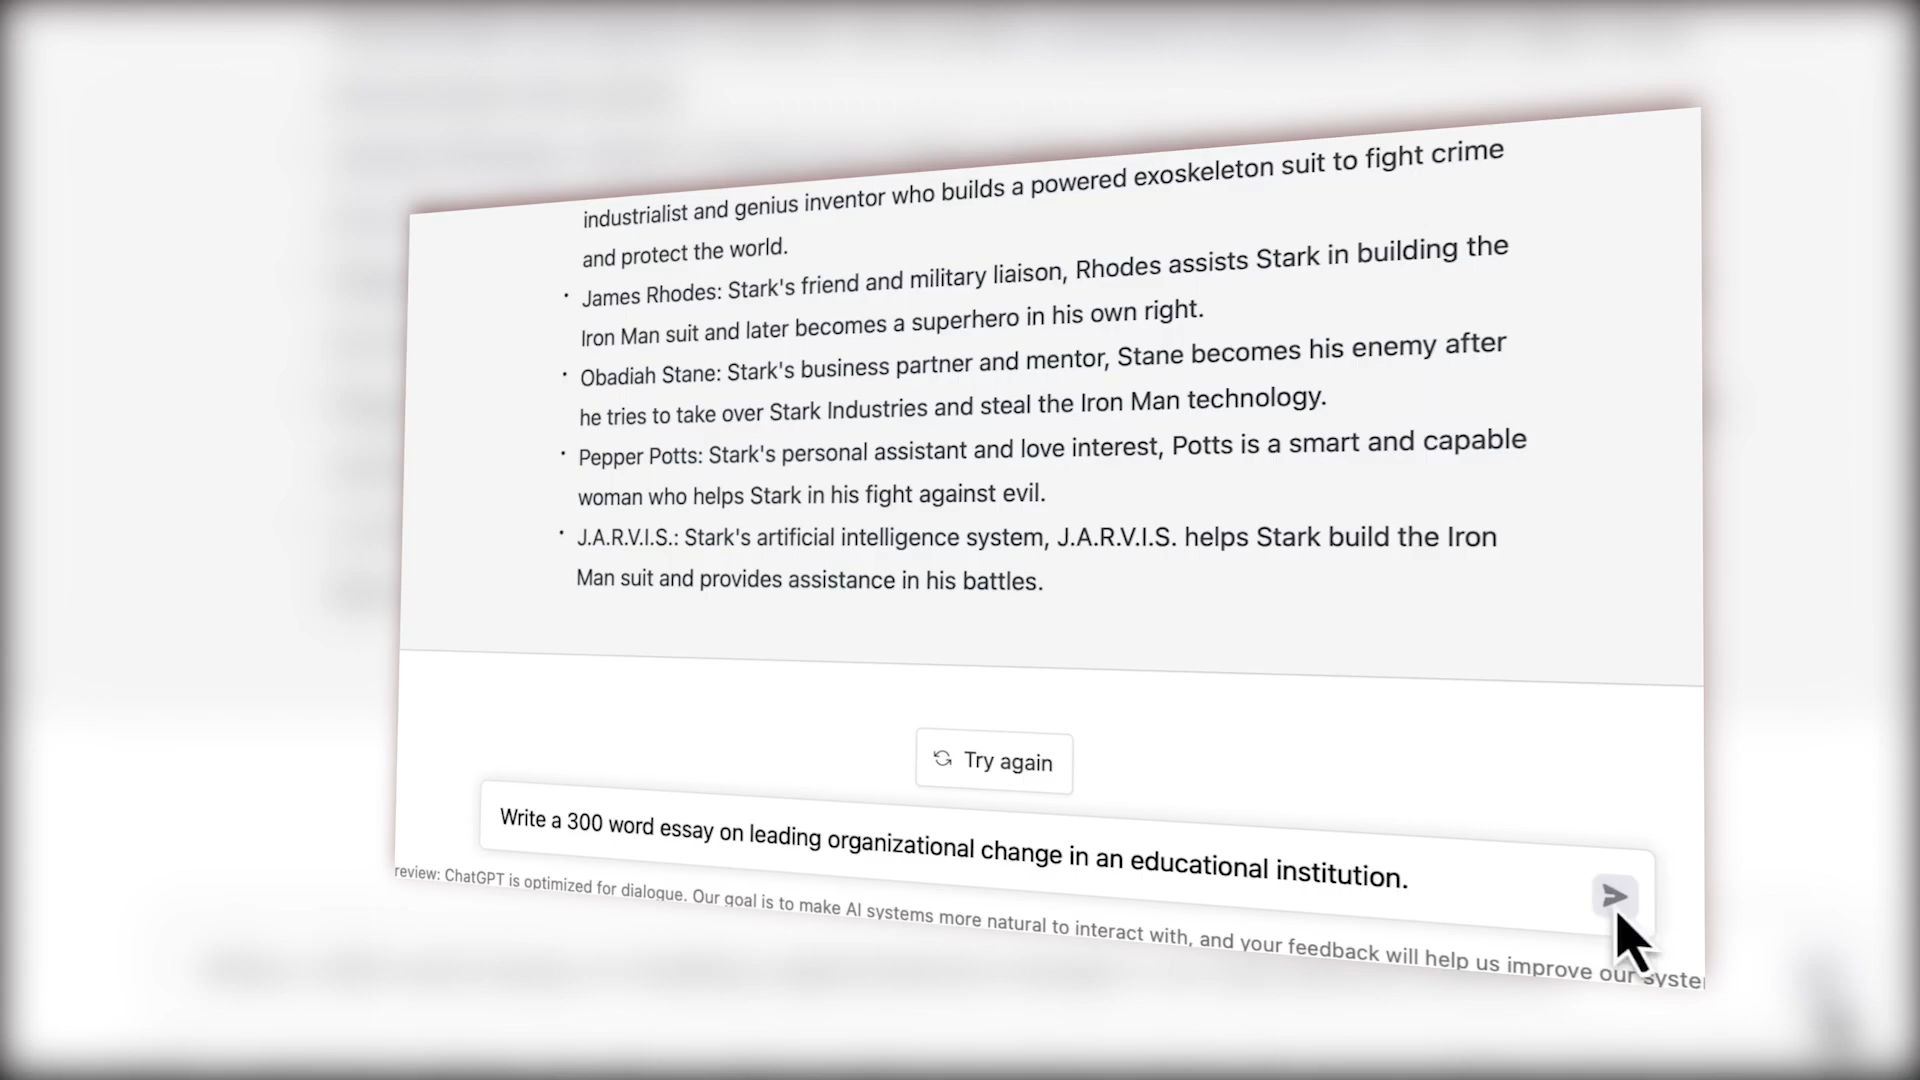 industrialist and genius inventor who builds a powered exoskeleton suit to fight crime
and protect the world.
· James Rhodes: Stark's friend and military liaison, Rhodes assists Stark in building the
Iron Man suit and later becomes a superhero in his own right.
· Obadiah Stane: Stark's business partner and mentor, Stane becomes his enemy after
he tries to take over Stark Industries and steal the Iron Man technology.
· Pepper Potts: Stark's personal assistant and love interest, Potts is a smart and capable
woman who helps Stark in his fight against evil.
· J.A.R.V.I.S.: Stark's artificial intelligence system, J.A.R.V.I.S. helps Stark build the Iron
Man suit and provides assistance in his battles.
Try again
Write a 300 word essay on leading organizational change in an educational institution.
review: ChatGPT is optimized for dialogue. Our goal is to make AI systems more natural to interact with, and your feedback will help us improve our syste